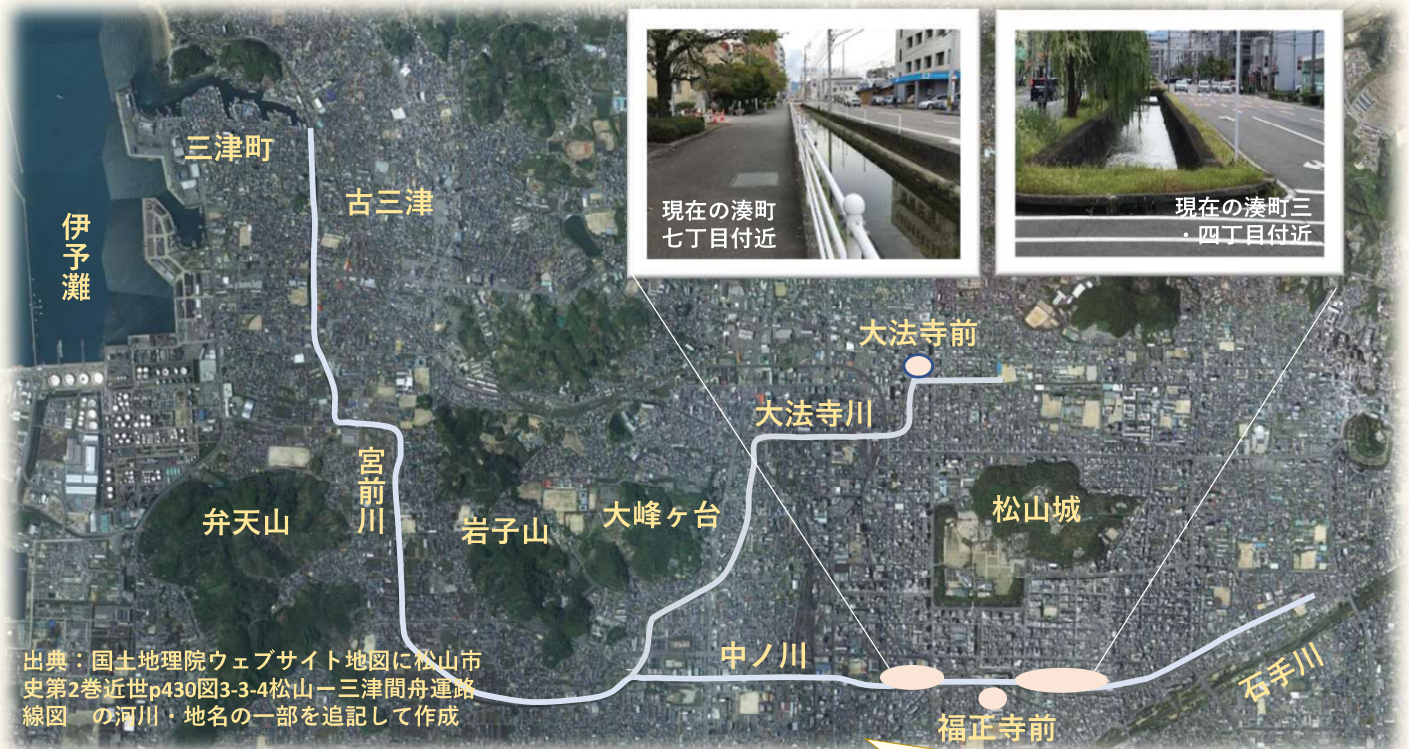 現在の湊町
七丁目付近
現在の湊町三
・四丁目付近
三津町
古三津
伊予灘
大法寺前
大法寺川
宮前川
弁天山
岩子山
大峰ヶ台
松山城
中ノ川
石手川
福正寺前
出典：国土地理院ウェブサイト地図に松山市
史第2巻近世p430図3-3-4松山ー三津間舟運路
線図　の河川・地名の一部を追記して作成